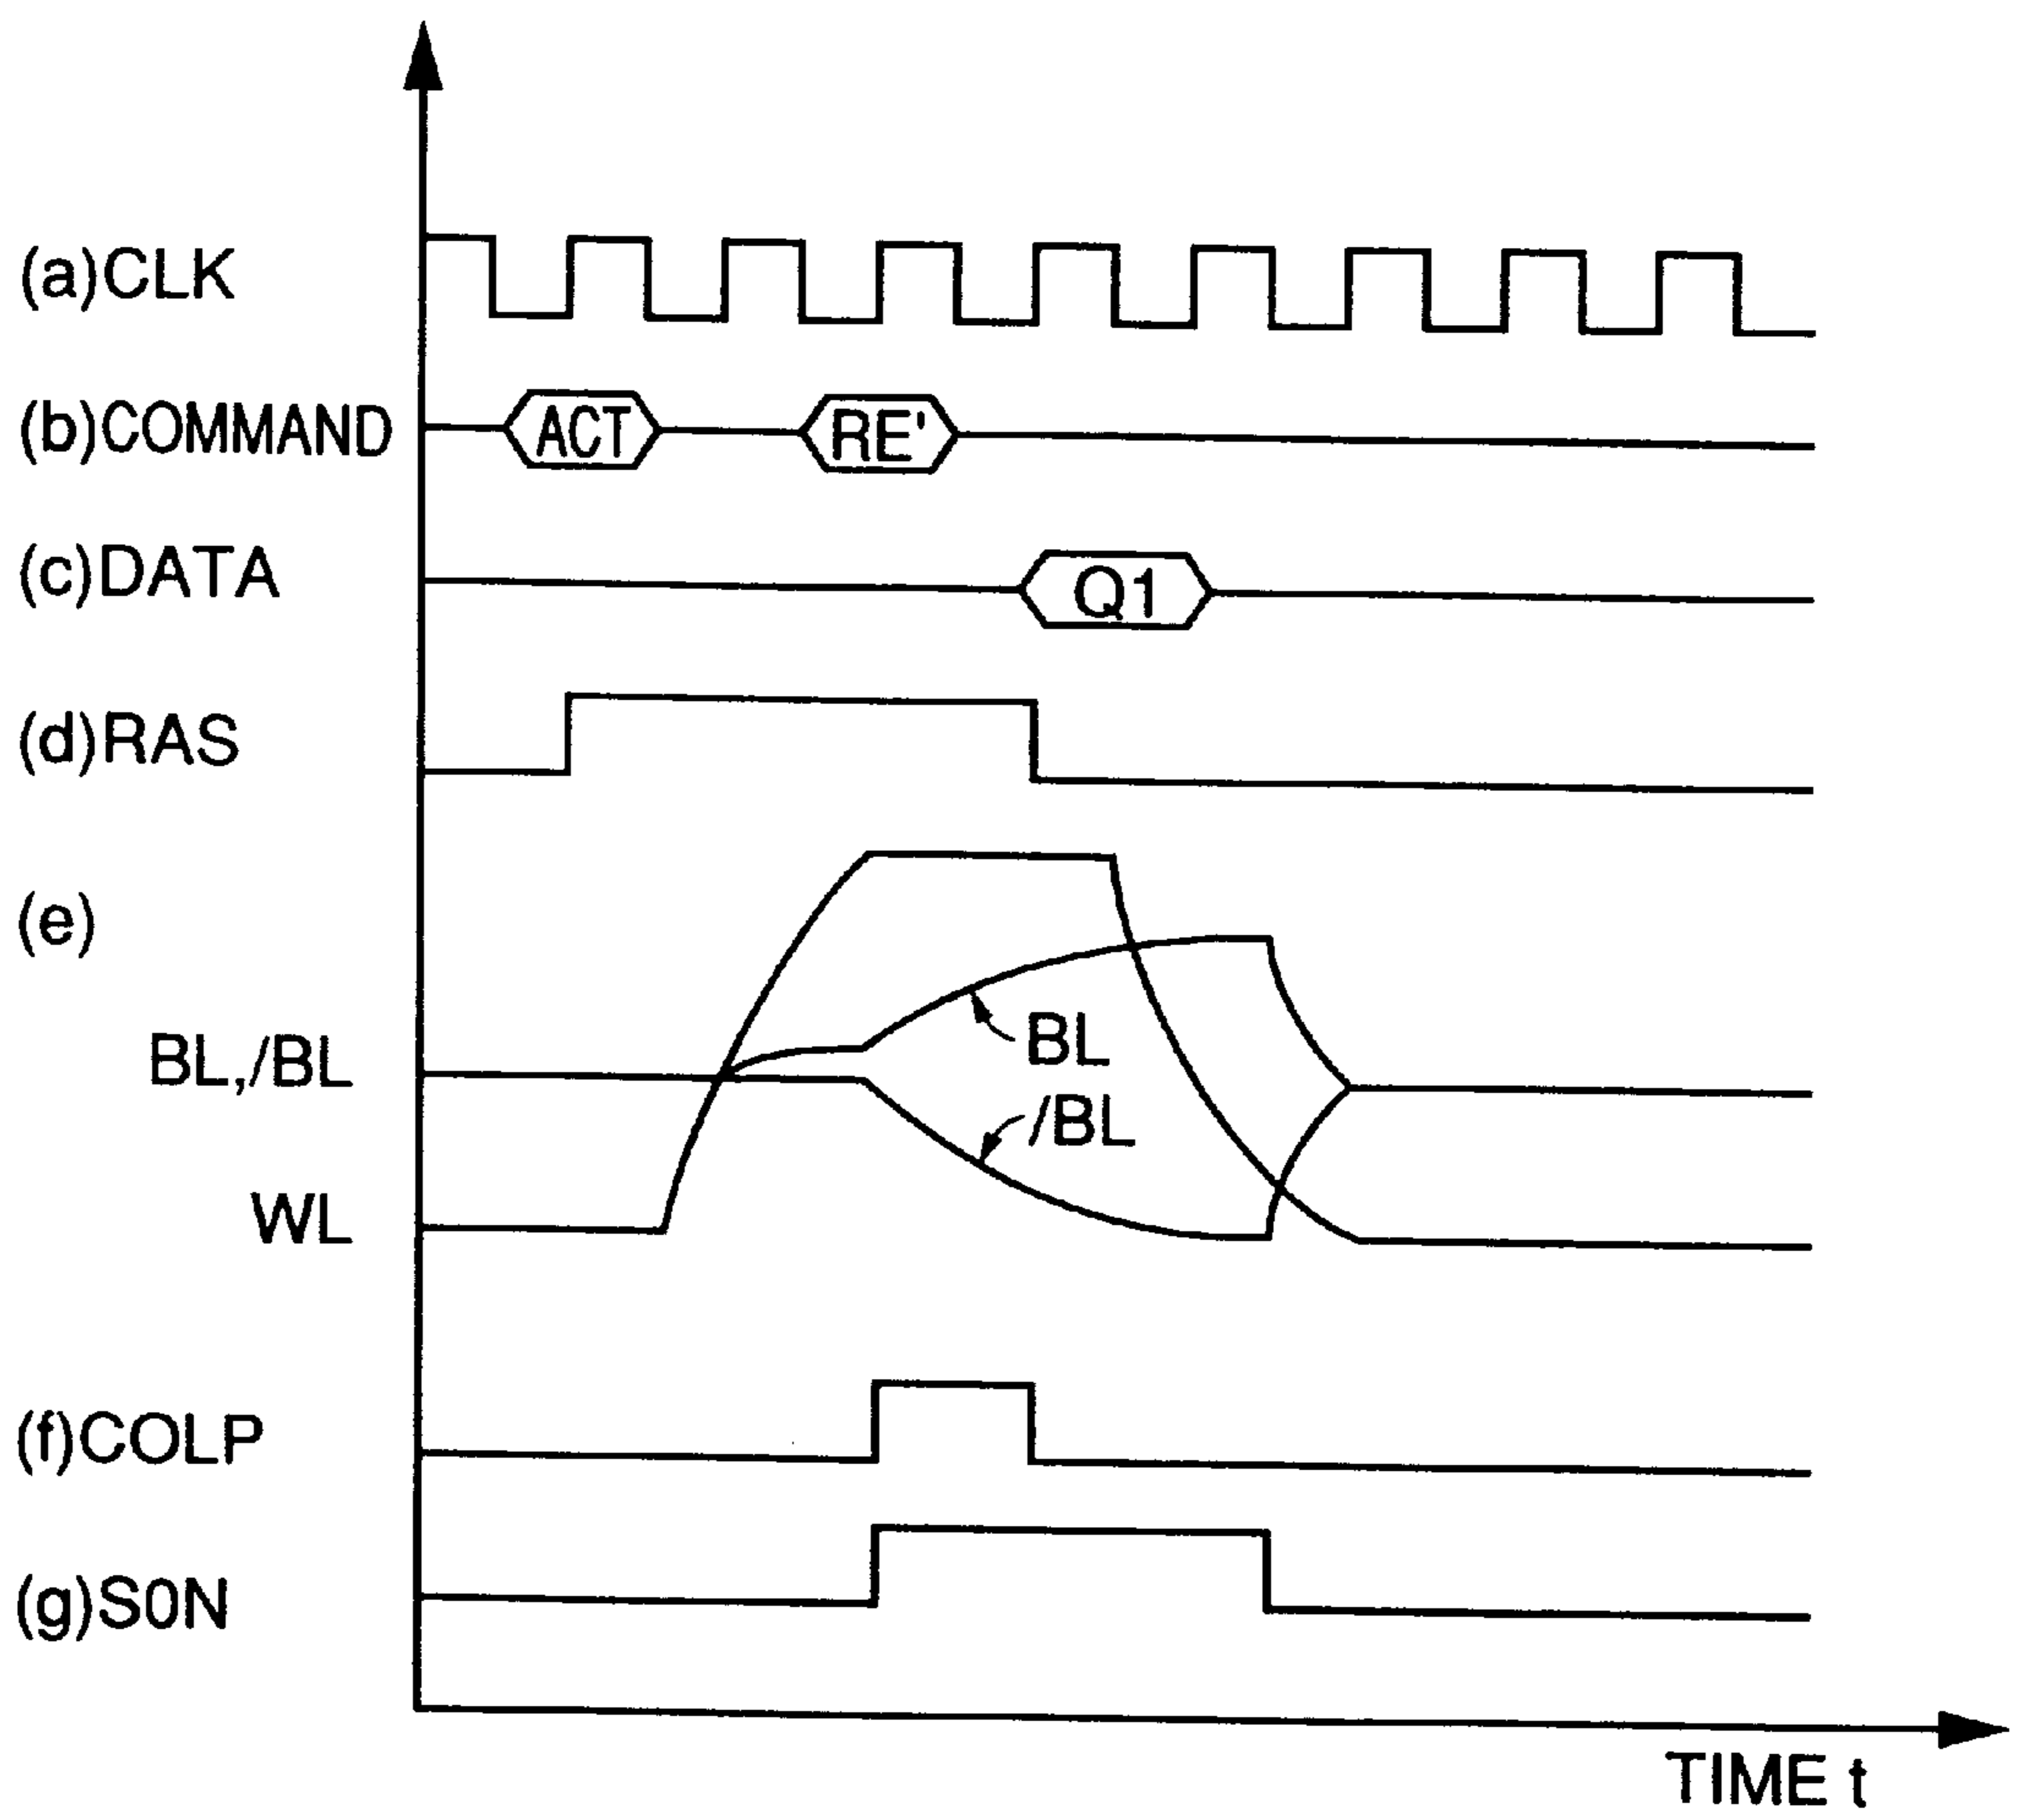 (a)CLK
(b)COMMAND
ACT
RE'
(c)DATA
Q1
(d)RAS
(e)
BL
BL,/BL
/BL
WL
(f)COLP
(g)S0N
TIME t